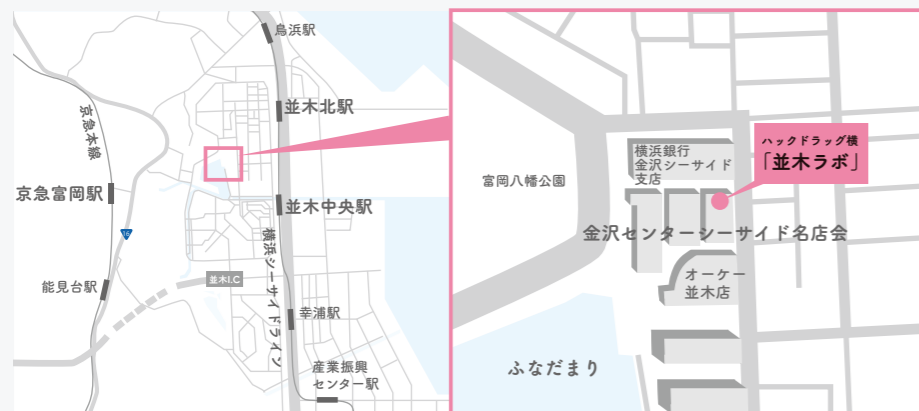 鳥浜駅
並木北駅
京急本線
京急富岡駅
並木中央駅
横浜シーサイドライン
能見台駅
並木I.C
幸浦駅
産業振興
センター駅
富岡八幡公園
横浜銀行
金沢シーサイド
支店
ハックドラッグ横
「並木ラボ」
金沢センターシーサイド名店会
オーケー
並木店
ふなだまり